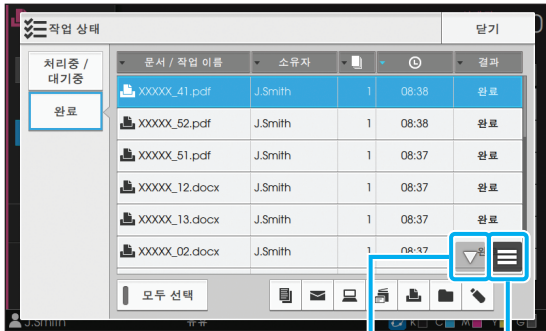 작업 상태
닫기
처리중 /
대기중
완료
문서 / 작업 이름 소유자 결과
XXXXX_41.pdf J.Smith 1 08:38 완료
XXXXX_52.pdf J.Smith 1 08:38 완료
XXXXX_51.pdf J.Smith 1 08:37 완료
XXXXX_12.docx J.Smith 1 08:37 완료
XXXXX_13.docx J.Smith 1 08:37 완료
XXXXX_02.docx J.Smith 1 08:37
모두 선택
J.Smith K C M Y G